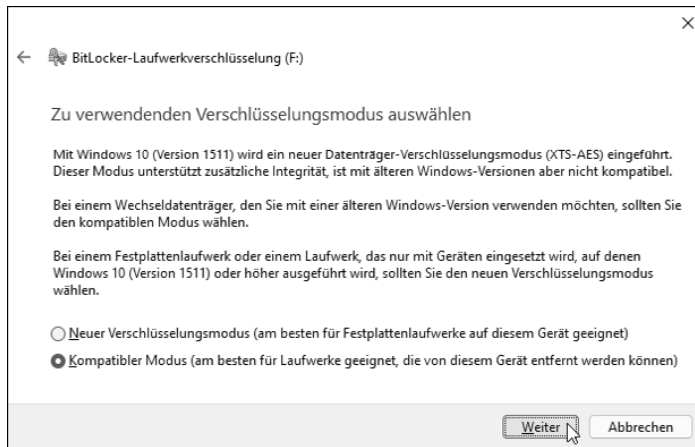 BitLocker-Laufwerkverschlüsselung (F:)
Zu verwendenden Verschlüsselungsmodus auswählen
Mit Windows 10 (Version 1511) wird ein neuer Datenträger-Verschlüsselungsmodus (XTS-AES) eingeführt.
Dieser Modus unterstützt zusätzliche Integrität, ist mit älteren Windows-Versionen aber nicht kompatibel.
Bei einem Wechseldatenträger, den Sie mit einer älteren Windows-Version verwenden möchten, sollten Sie
den kompatiblen Modus wählen.
Bei einem Festplattenlaufwerk oder einem Laufwerk, das nur mit Geräten eingesetzt wird, auf denen
Windows 10 (Version 1511) oder höher ausgeführt wird, sollten Sie den neuen Verschlüsselungsmodus
wählen.
Neuer Verschlüsselungsmodus (am besten für Festplattenlaufwerke auf diesem Gerät geeignet)
Kompatibler Modus (am besten für Laufwerke geeignet, die von diesem Gerät entfernt werden können)
Weiter Abbrechen